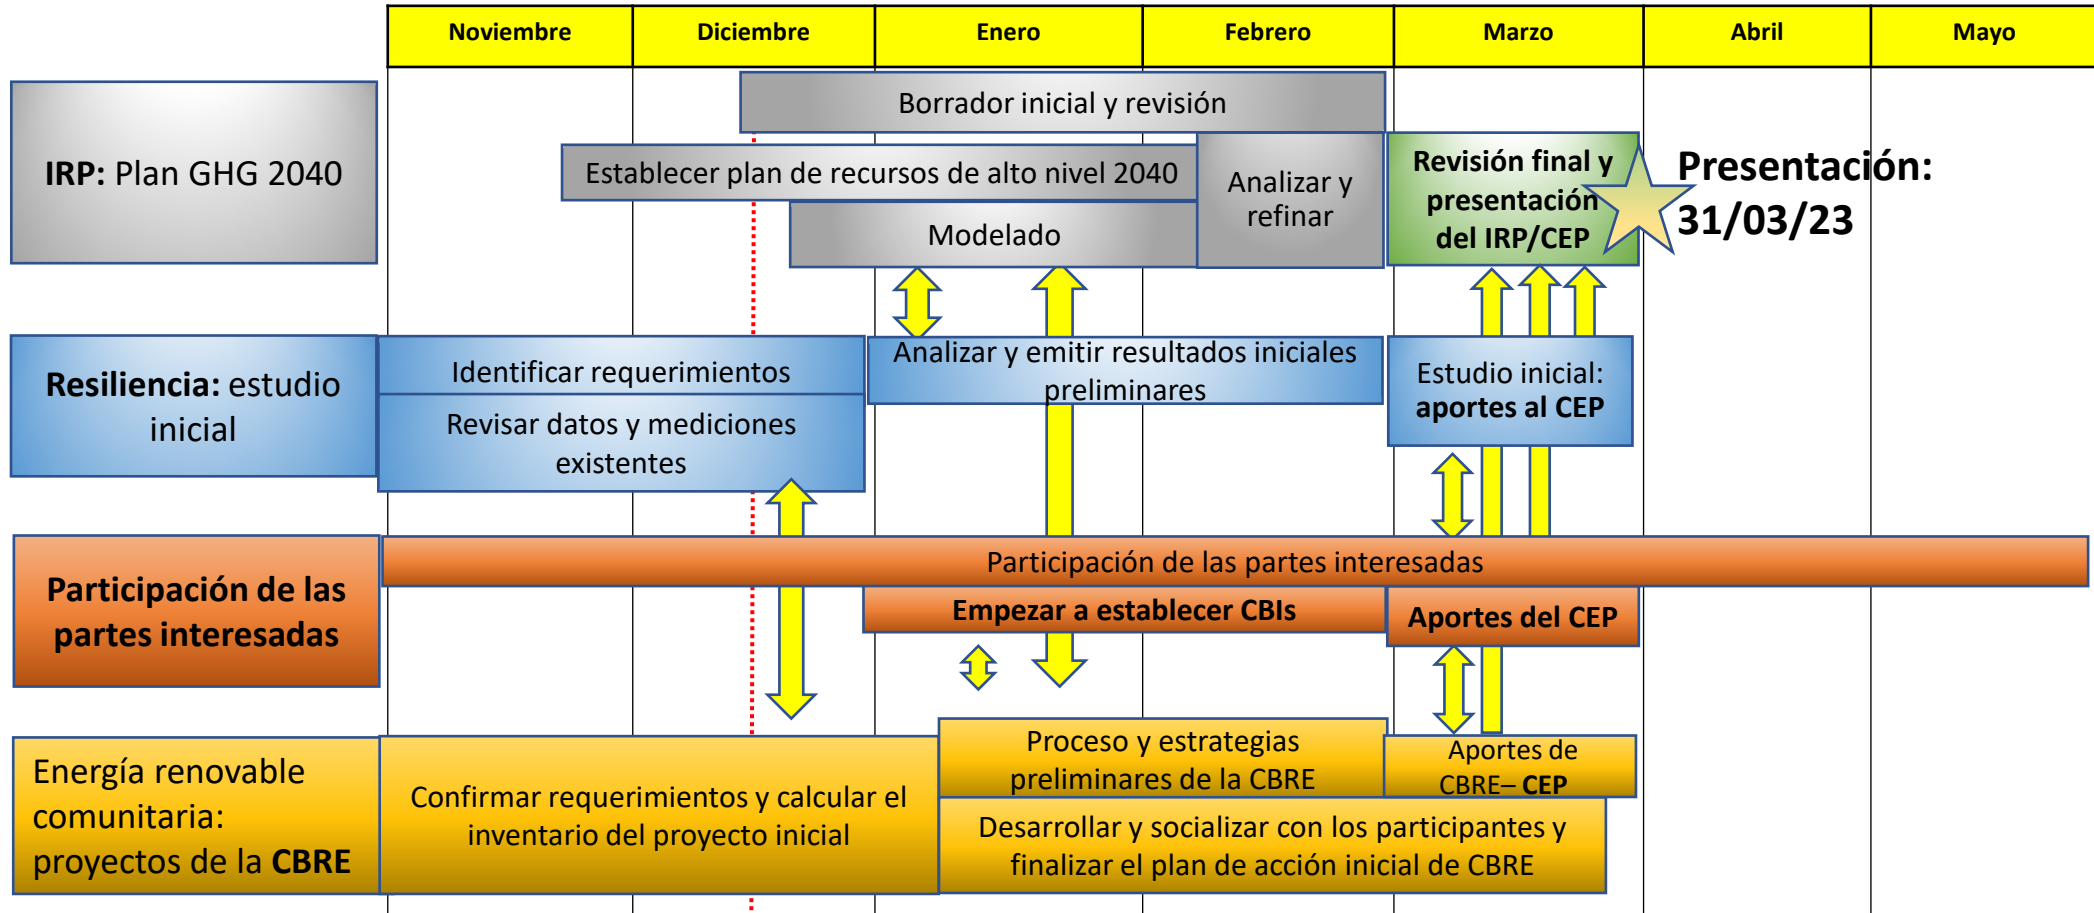 Noviembre
Diciembre
Enero
Febrero
Marzo
Abril
Mayo
IRP: Plan GHG 2040
Borrador inicial y revisión
Establecer plan de recursos de alto nivel 2040
Modelado
Analizar y
refinar
Revisión final y
presentación
del IRP/CEP
Presentación:
31/03/23
Resiliencia: estudio
inicial
Identificar requerimientos
Revisar datos y mediciones
existentes
Analizar y emitir resultados iniciales
preliminares
Estudio inicial:
aportes al CEP
Participación de las
partes interesadas
Participación de las partes interesadas
Empezar a establecer CBIs
Aportes del CEP
Energía renovable
comunitaria:
proyectos de la CBRE
Confirmar requerimientos y calcular el
inventario del proyecto inicial
Proceso y estrategias
preliminares de la CBRE
Aportes de
CBRE– CEP
Desarrollar y socializar con los participantes y
finalizar el plan de acción inicial de CBRE